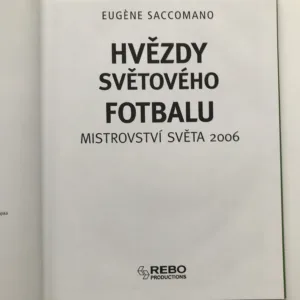 EUGÈNE SACCOMANO
HVĚZDY
SVĚTOVÉHO
FOTBALU
MISTROVSTVÍ SVĚTA 2006
REBO
PRODUCTIONS